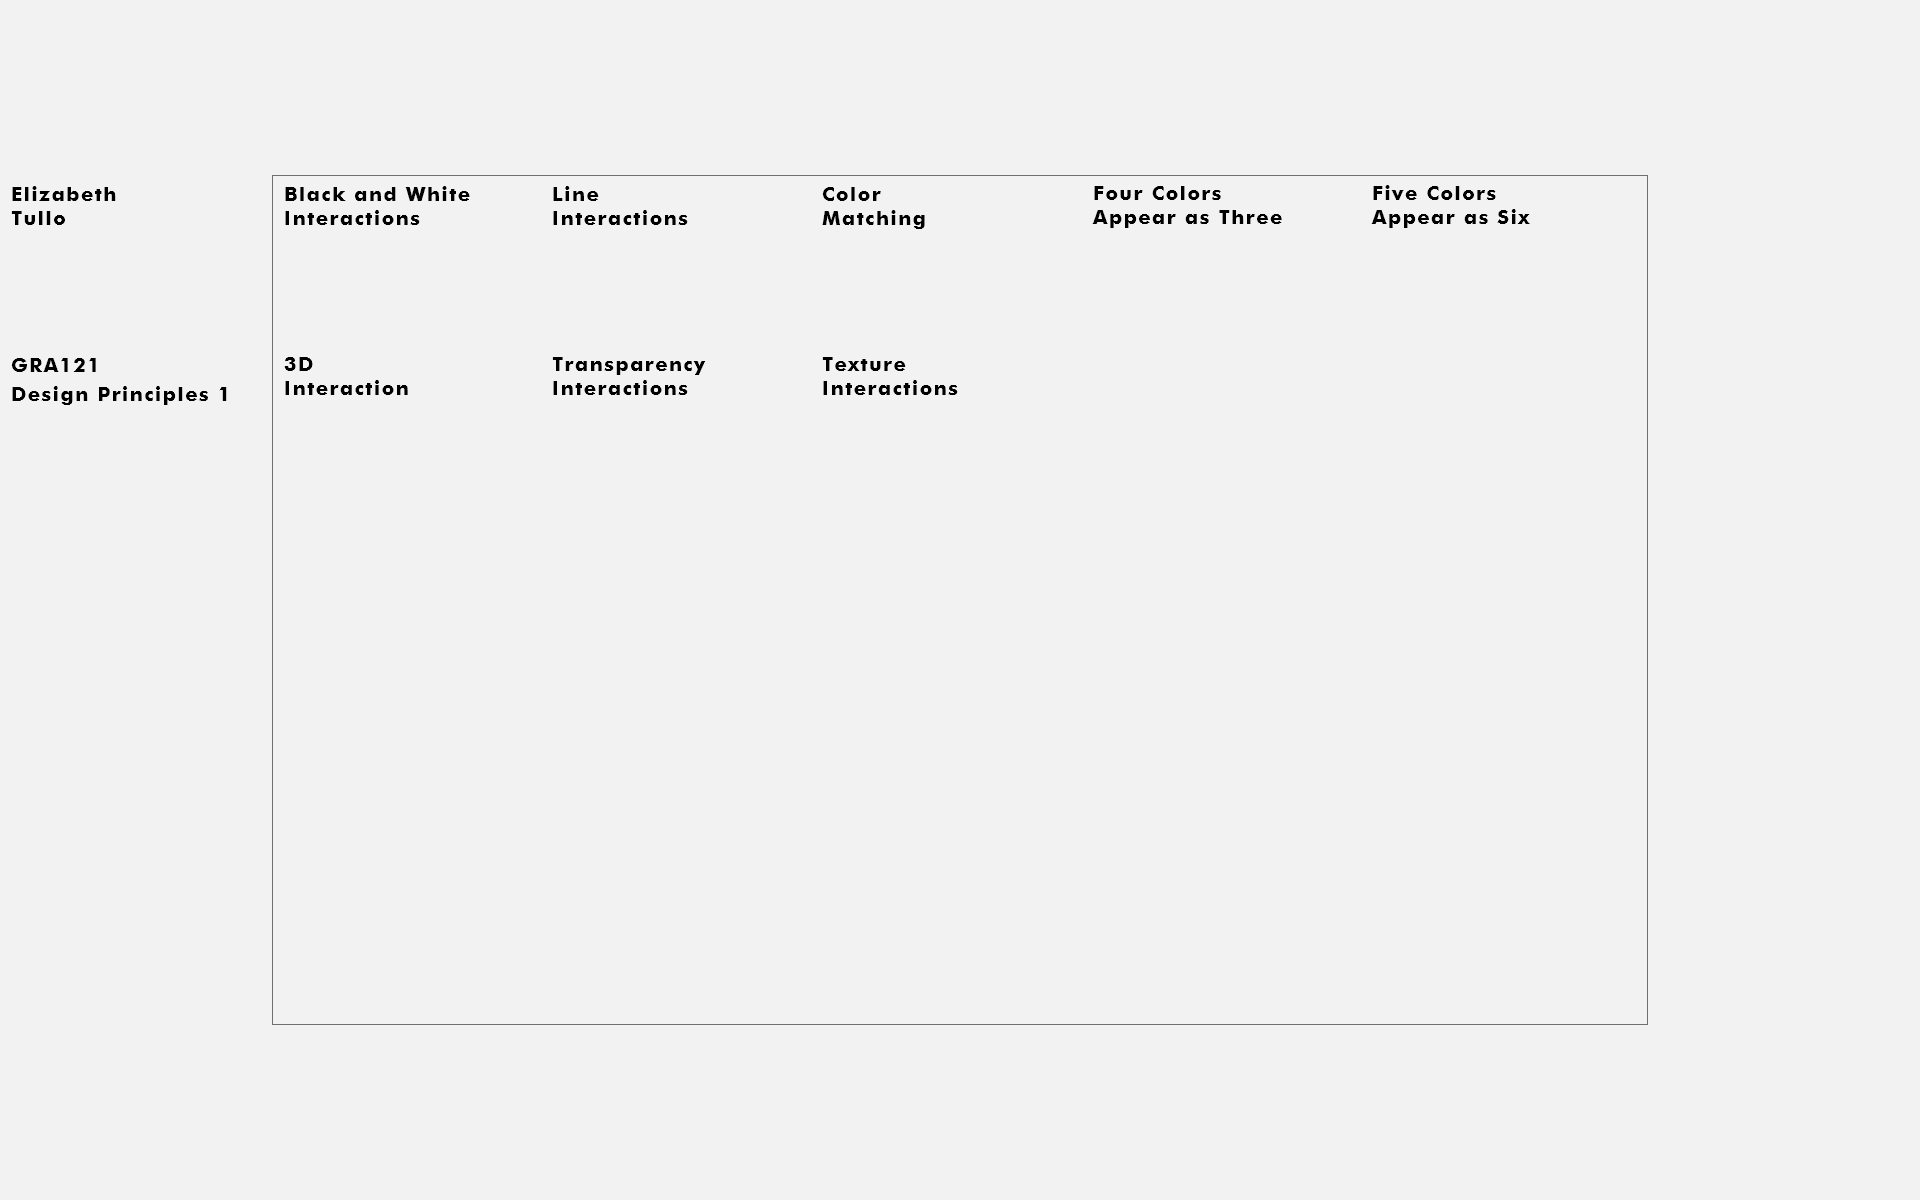 Elizabeth
Tullo
Black and White
Interactions
Line
Interactions
Color
Matching
Four Colors
Appear as Three
Five Colors
Appear as Six
GRA121
Design Principles 1
3D
Interaction
Transparency
Interactions
Texture
Interactions